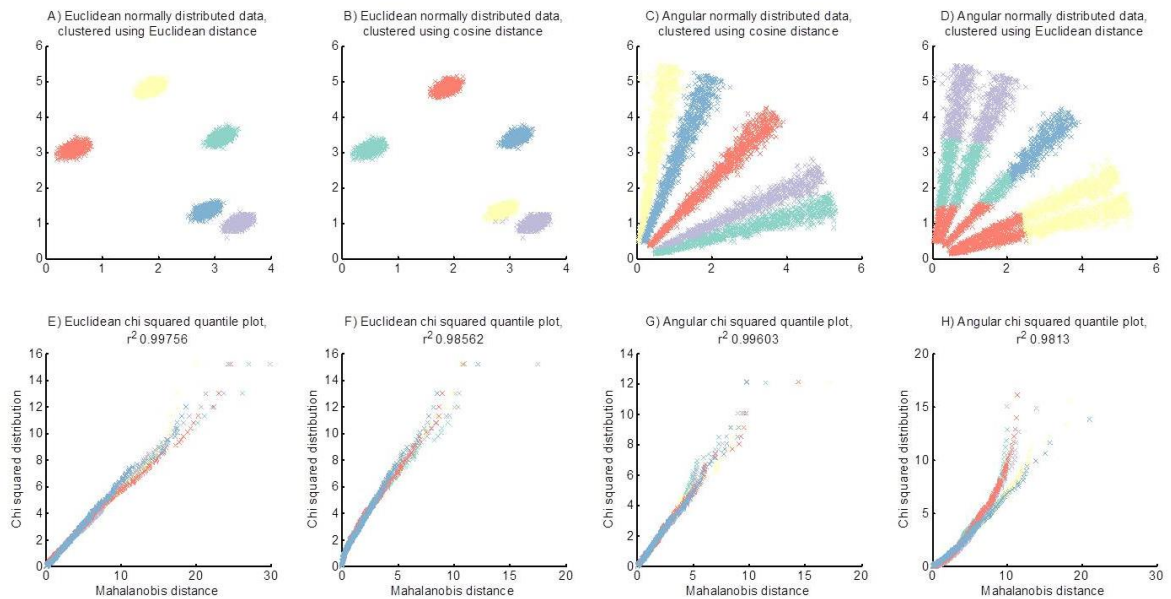 A) Euclidean normally distributed data,
clustered using Euclidean distance
6
5
4
3
2
1
0
0 1 2 3 4
B) Euclidean normally distributed data,
clustered using cosine distance
6
5
4
3
2
1
0
0 1 2 3 4
C) Angular normally distributed data,
clustered using cosine distance
6
5
4
3
2
1
0
0 2 4 6
D) Angular normally distributed data,
clustered using Euclidean distance
6
5
4
3
2
1
0
0 2 4 6
E) Euclidean chi squared quantile plot,
r² 0.99756
Chi squared distribution
16
14
12
10
8
6
4
2
0
0 10 20 30
Mahalanobis distance
F) Euclidean chi squared quantile plot,
r² 0.98562
Chi squared distribution
16
14
12
10
8
6
4
2
0
0 5 10 15 20
Mahalanobis distance
G) Angular chi squared quantile plot,
r² 0.99603
Chi squared distribution
14
12
10
8
6
4
2
0
0 5 10 15 20
Mahalanobis distance
H) Angular chi squared quantile plot,
r² 0.9813
Chi squared distribution
20
15
10
5
0
0 10 20 30
Mahalanobis distance